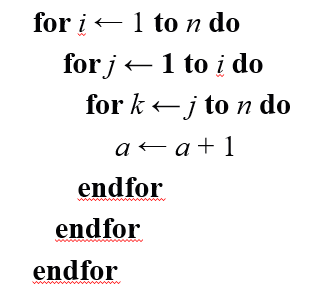 for i ← 1 to n do
for j ← 1 to i do
for k ← j to n do
a ← a + 1
endfor
endfor
endfor